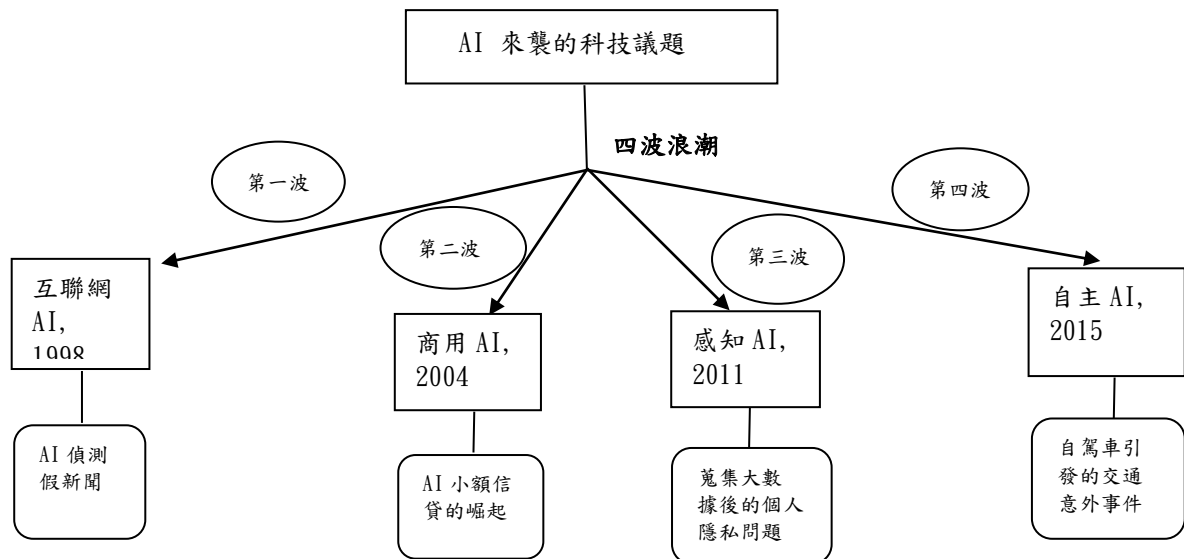 AI 來襲的科技議題
四波浪潮
第一波
第二波
第三波
第四波
互聯網
AI,
1998
商用 AI,
2004
感知 AI,
2011
自主 AI,
2015
AI 偵測
假新聞
AI 小額信
貸的崛起
蒐集大數
據後的個人
隱私問題
自駕車引
發的交通
意外事件